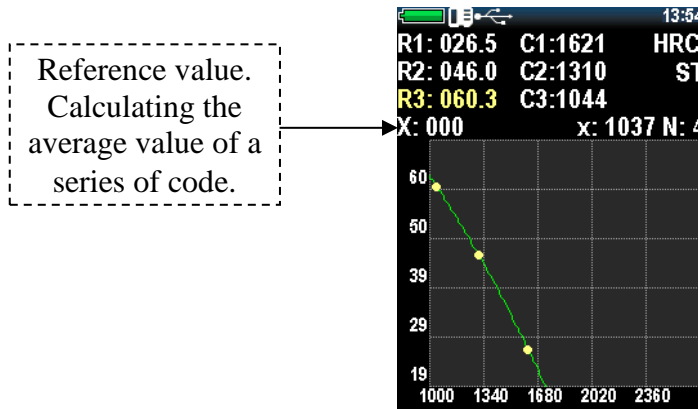 Reference value.
Calculating the
average value of a
series of code.
13:54
R1: 026.5 C1:1621 HRC
R2: 046.0 C2:1310 ST
R3: 060.3 C3:1044
X: 000 x: 1037 N: 4
60
50
39
29
19
1000 1340 1680 2020 2360